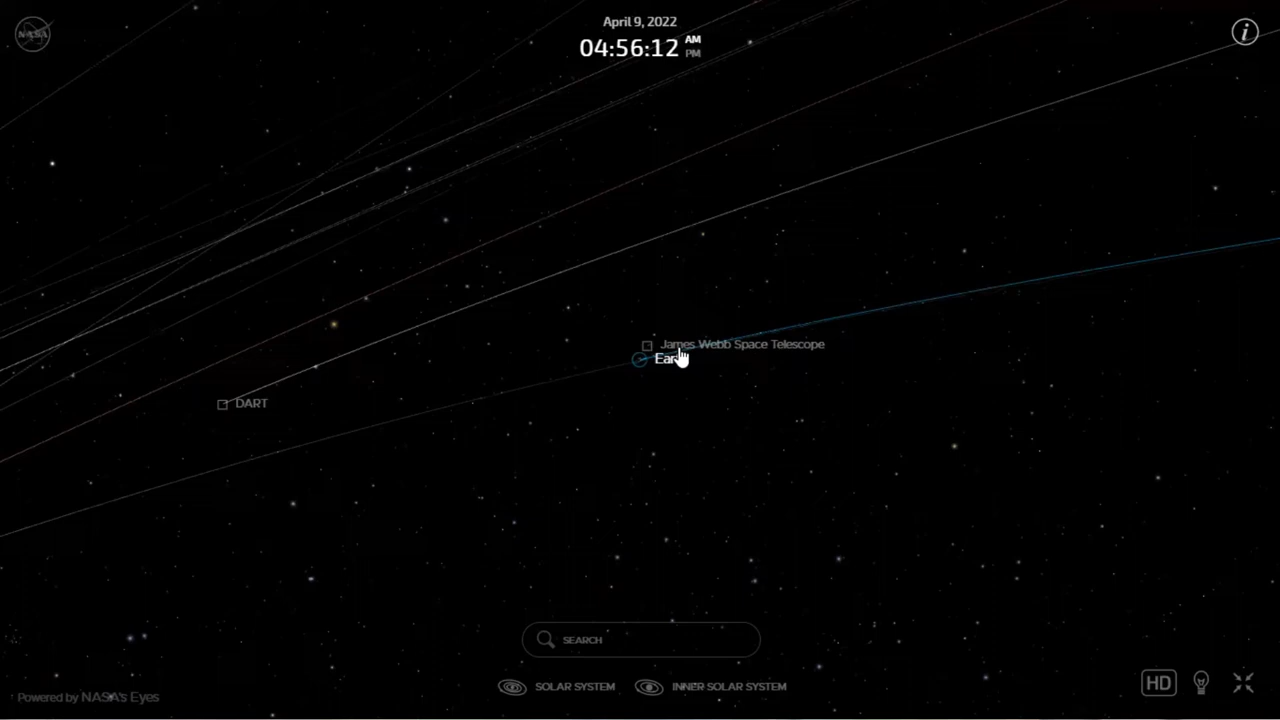 NASA
April 9, 2022
04:56:12 AM
PM
i
James Webb Space Telescope
Ear
DART
SEARCH
SOLAR SYSTEM
INNER SOLAR SYSTEM
HD
Powered by NASA's Eyes